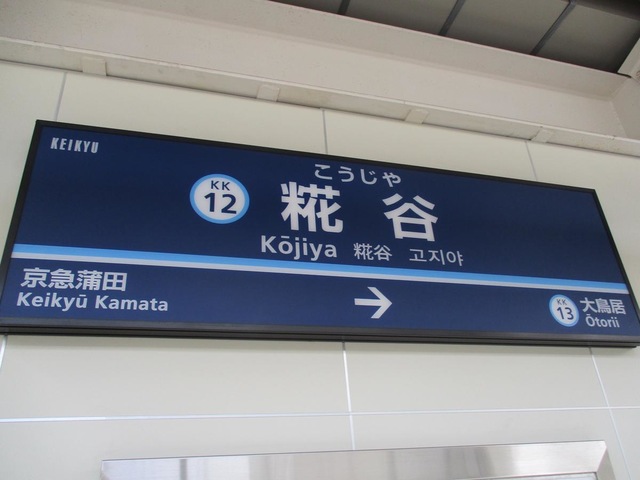 KEIKYU
こうじや
KK
12
糀谷
Kōjiya 糀谷 고지야
京急蒲田
Keikyū Kamata
KK
13
大鳥居
Ōtorii